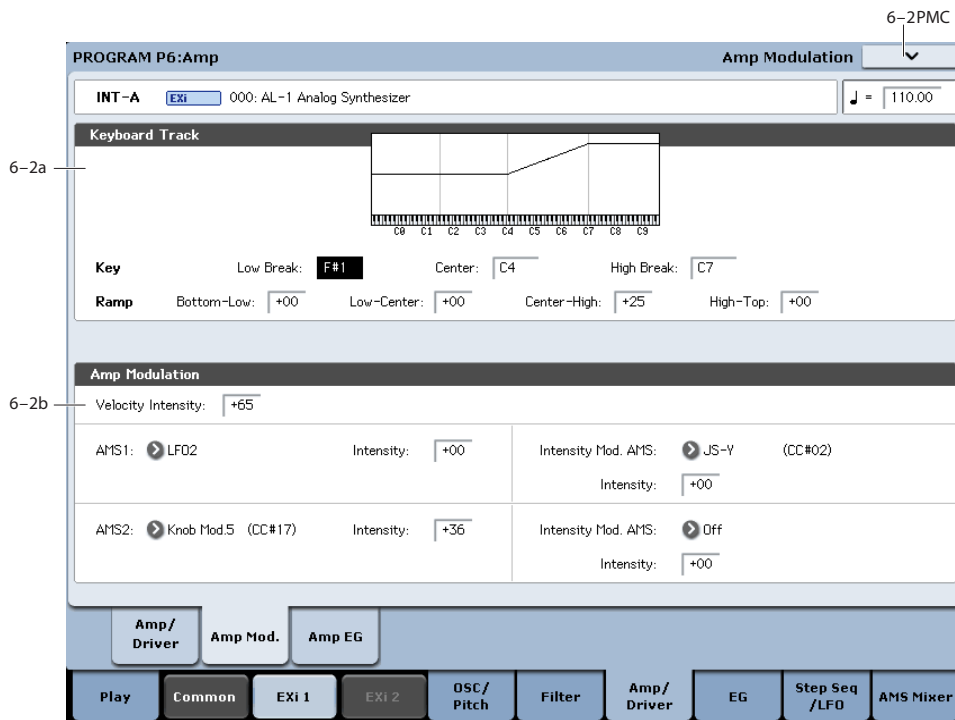 6-2PMC
PROGRAM P6:Amp Amp Modulation
INT-A EXi 000: AL-1 Analog Synthesizer ♩ = 110.00
Keyboard Track
6-2a
C0 C1 C2 C3 C4 C5 C6 C7 C8 C9
Key Low Break: F#1 Center: C4 High Break: C7
Ramp Bottom-Low: +00 Low-Center: +00 Center-High: +25 High-Top: +00
Amp Modulation
6-2b
Velocity Intensity: +65
AMS1: LFO2 Intensity: +00 Intensity Mod. AMS: JS-Y (CC#02)
Intensity: +00
AMS2: Knob Mod.5 (CC#17) Intensity: +36 Intensity Mod. AMS: Off
Intensity: +00
Amp/
Driver
Amp Mod.
Amp EG
Play
Common
EXi 1
EXi 2
OSC/
Pitch
Filter
Amp/
Driver
EG
Step Seq
/LFO
AMS Mixer